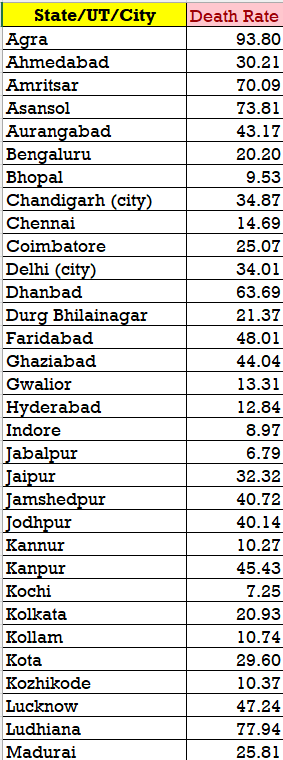 State/UT/City Death Rate
Agra 93.80
Ahmedabad 30.21
Amritsar 70.09
Asansol 73.81
Aurangabad 43.17
Bengaluru 20.20
Bhopal 9.53
Chandigarh (city) 34.87
Chennai 14.69
Coimbatore 25.07
Delhi (city) 34.01
Dhanbad 63.69
Durg Bhilainagar 21.37
Faridabad 48.01
Ghaziabad 44.04
Gwalior 13.31
Hyderabad 12.84
Indore 8.97
Jabalpur 6.79
Jaipur 32.32
Jamshedpur 40.72
Jodhpur 40.14
Kannur 10.27
Kanpur 45.43
Kochi 7.25
Kolkata 20.93
Kollam 10.74
Kota 29.60
Kozhikode 10.37
Lucknow 47.24
Ludhiana 77.94
Madurai 25.81